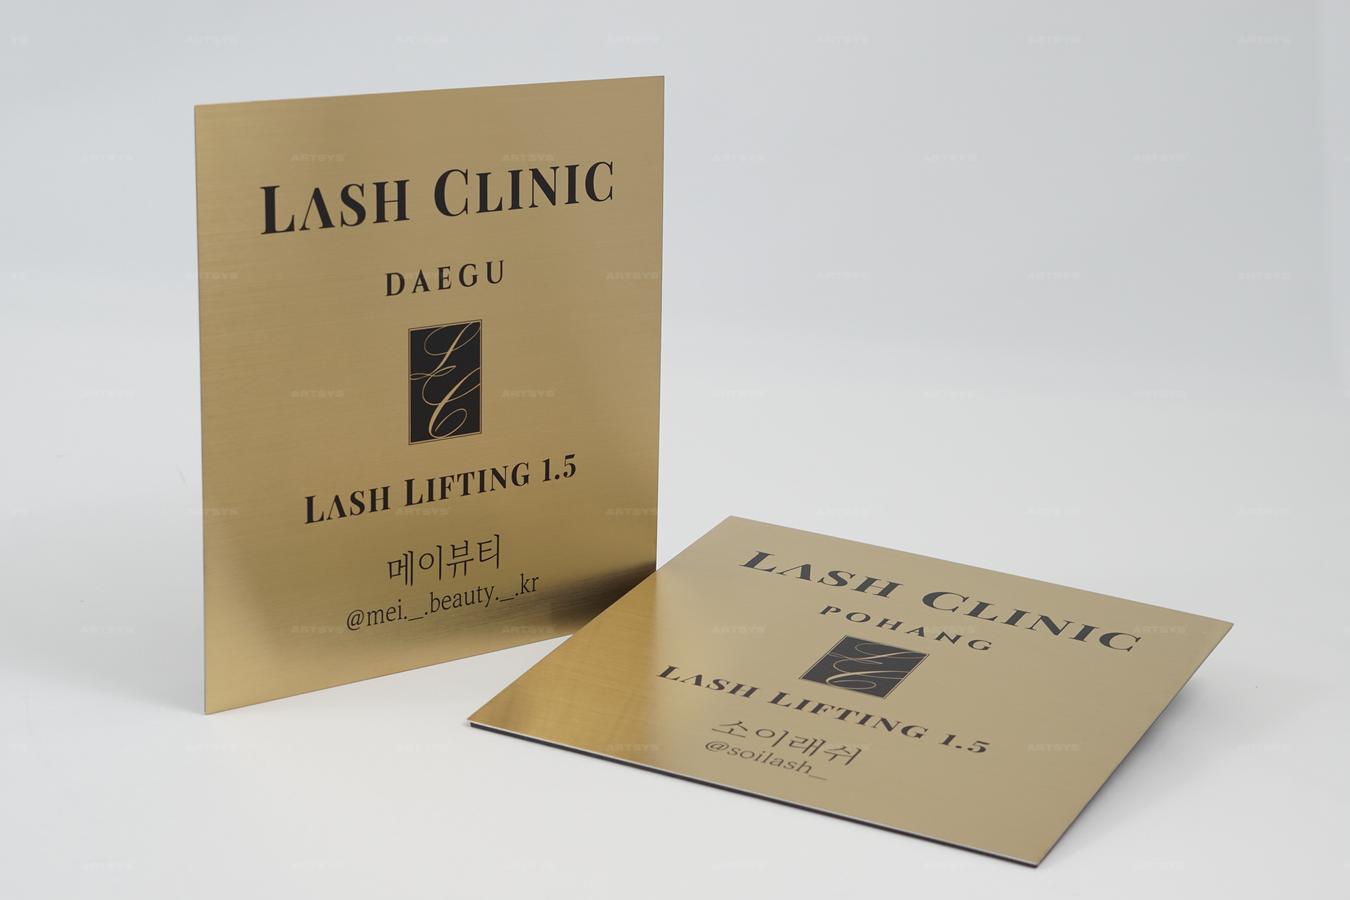 LASH CLINIC
DAEGU
LC
LASH LIFTING 1.5
메이뷰티
@mei._.beauty._.kr
LASH CLINIC
POHANG
LC
LASH LIFTING 1.5
소이래쉬
@soilash_
ARTSYS